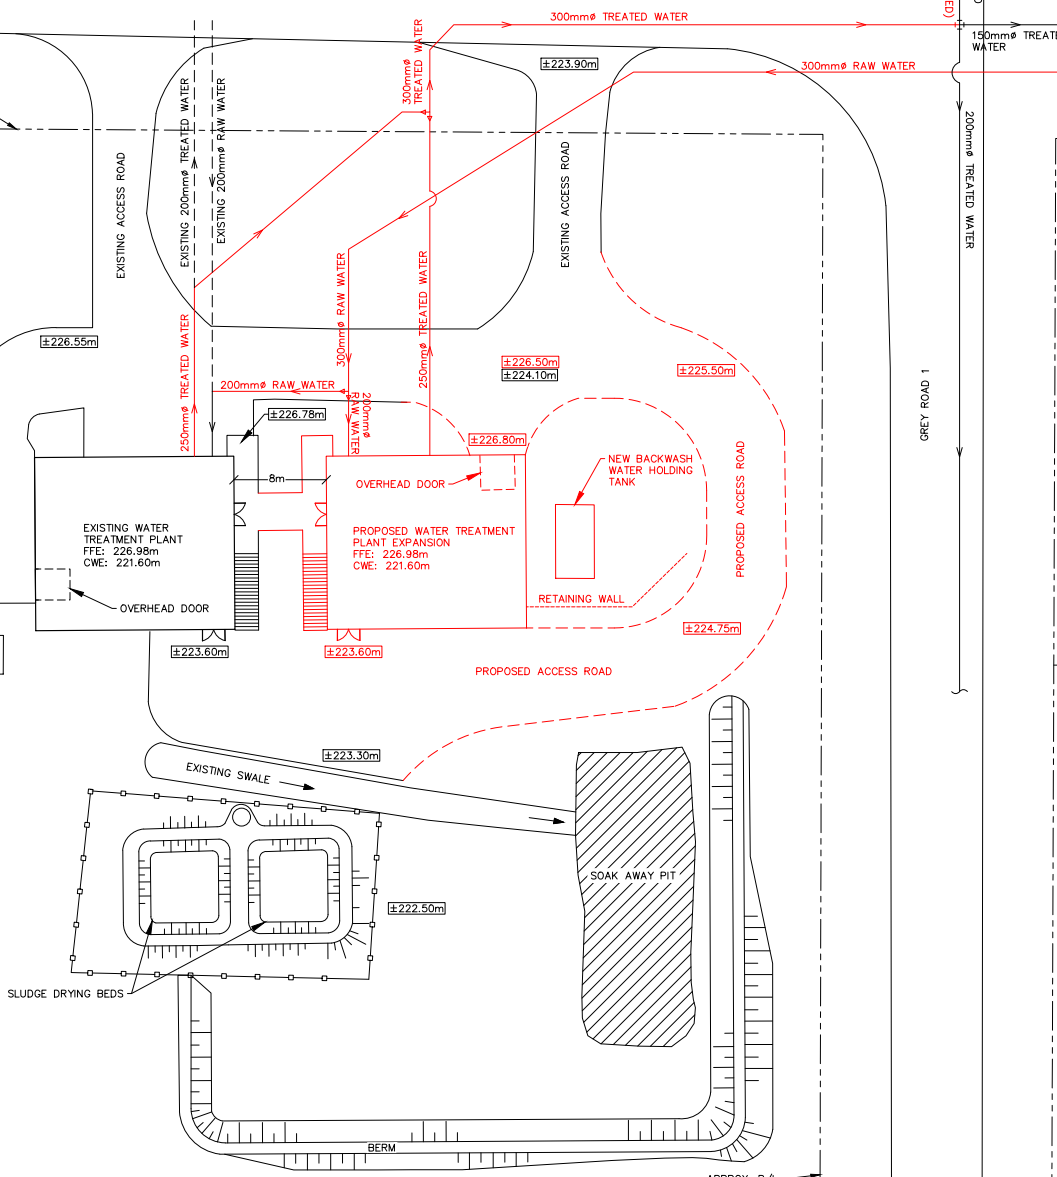 300mmø TREATED WATER
ED)
150mmø TREATE
WATER
±223.90m
300mmø RAW WATER
300mmø
TREATED WATER
EXISTING 200mmø TREATED WATER
EXISTING 200mmø RAW WATER
EXISTING ACCESS ROAD
EXISTING ACCESS ROAD
200mmø TREATED WATER
300mmø RAW WATER
250mmø TREATED WATER
250mmø TREATED WATER
±226.55m
±226.50m
±224.10m
±225.50m
200mmø RAW WATER
200mmø
RAW WATER
±226.78m
±226.80m
GREY ROAD 1
8m
OVERHEAD DOOR
NEW BACKWASH
WATER HOLDING
TANK
PROPOSED ACCESS ROAD
EXISTING WATER
TREATMENT PLANT
FFE: 226.98m
CWE: 221.60m
PROPOSED WATER TREATMENT
PLANT EXPANSION
FFE: 226.98m
CWE: 221.60m
OVERHEAD DOOR
RETAINING WALL
±224.75m
±223.60m
±223.60m
PROPOSED ACCESS ROAD
±223.30m
EXISTING SWALE
SOAK AWAY PIT
±222.50m
SLUDGE DRYING BEDS
BERM